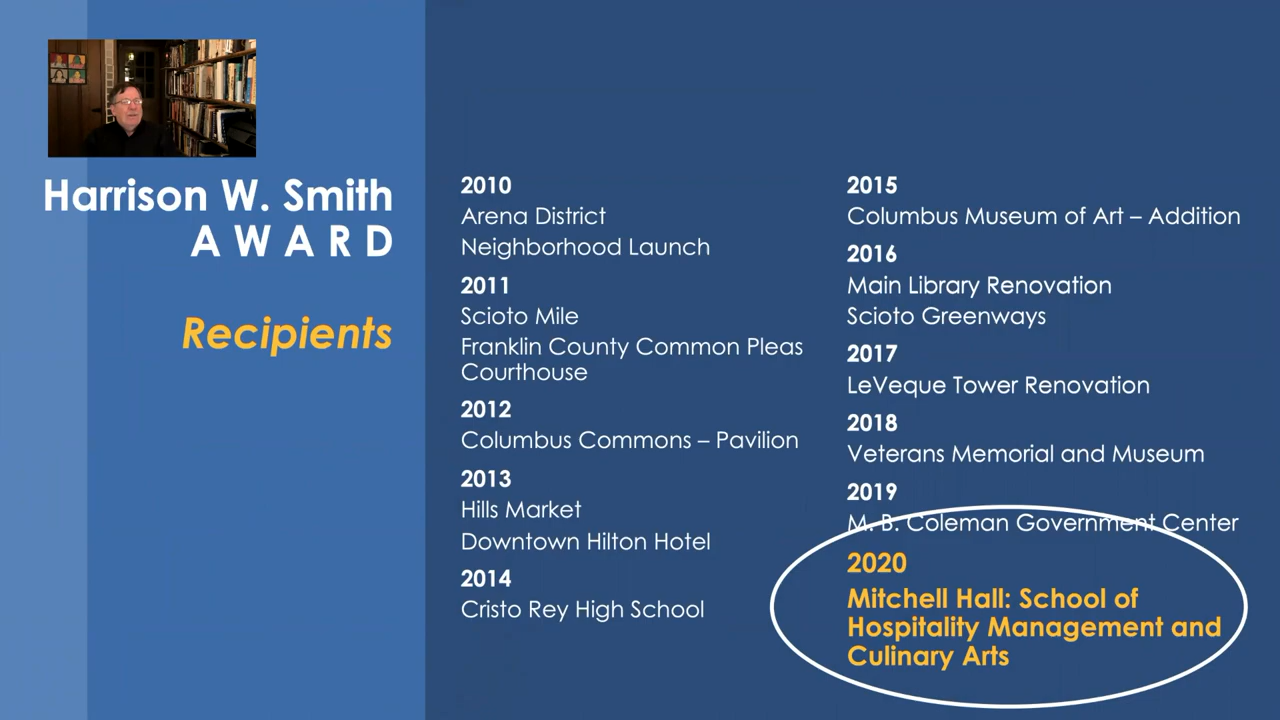 Harrison W. Smith
A W A R D
Recipients
2010
Arena District
Neighborhood Launch
2011
Scioto Mile
Franklin County Common Pleas
Courthouse
2012
Columbus Commons – Pavilion
2013
Hills Market
Downtown Hilton Hotel
2014
Cristo Rey High School
2015
Columbus Museum of Art – Addition
2016
Main Library Renovation
Scioto Greenways
2017
LeVeque Tower Renovation
2018
Veterans Memorial and Museum
2019
M. B. Coleman Government Center
2020
Mitchell Hall: School of
Hospitality Management and
Culinary Arts